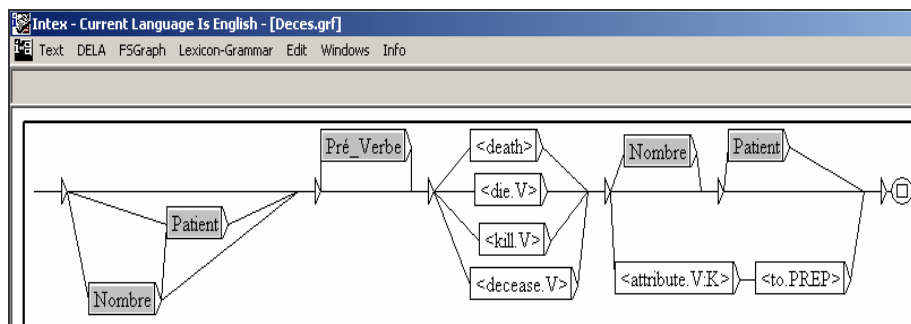 Intex - Current Language Is English - [Deces.grf]
Text DELA FSGraph Lexicon-Grammar Edit Windows Info
Pré_Verbe <death> Nombre Patient
<die.V>
Patient
<kill.V>
Nombre <decease.V> <attribute.V:K> <to.PREP>